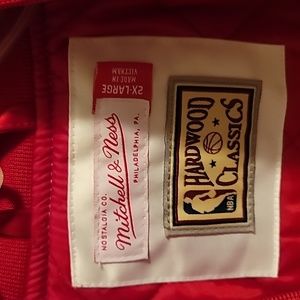 2X-LARGE
MADE IN
VIETNAM
Mitchell & Ness
NOSTALGIA CO.
PHILADELPHIA, PA.
HARDWOOD
CLASSICS
NBA